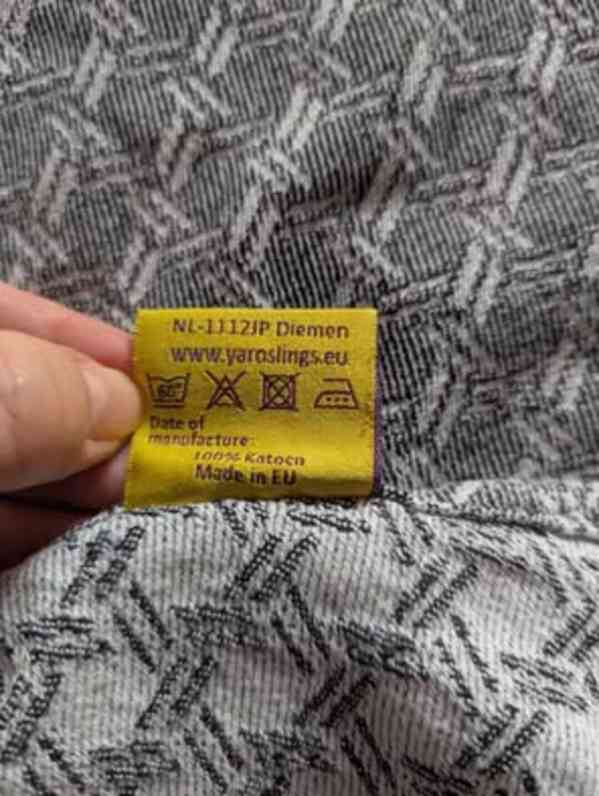 NL-1112JP Diemen
www.yaroslings.eu
60°
Date of
manufacture:
100% Katoen
Made in EU